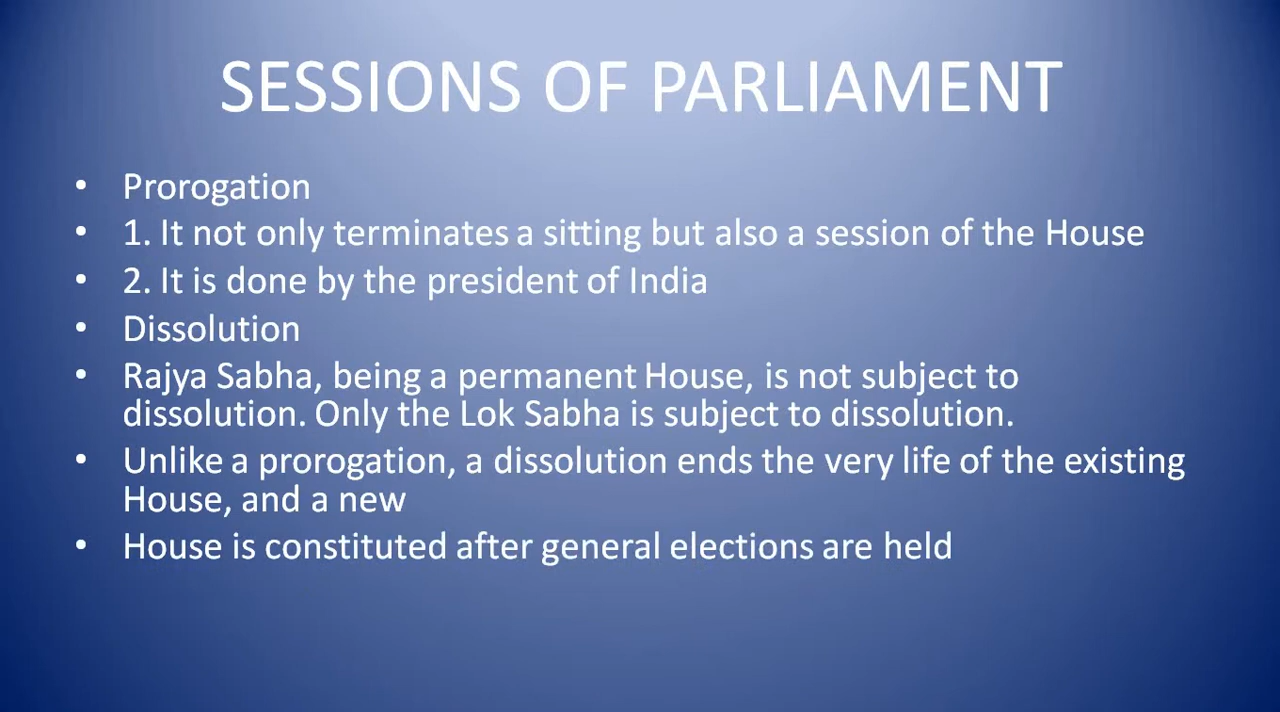 SESSIONS OF PARLIAMENT
• Prorogation
• 1. It not only terminates a sitting but also a session of the House
• 2. It is done by the president of India
• Dissolution
• Rajya Sabha, being a permanent House, is not subject to
dissolution. Only the Lok Sabha is subject to dissolution.
• Unlike a prorogation, a dissolution ends the very life of the existing
House, and a new
• House is constituted after general elections are held